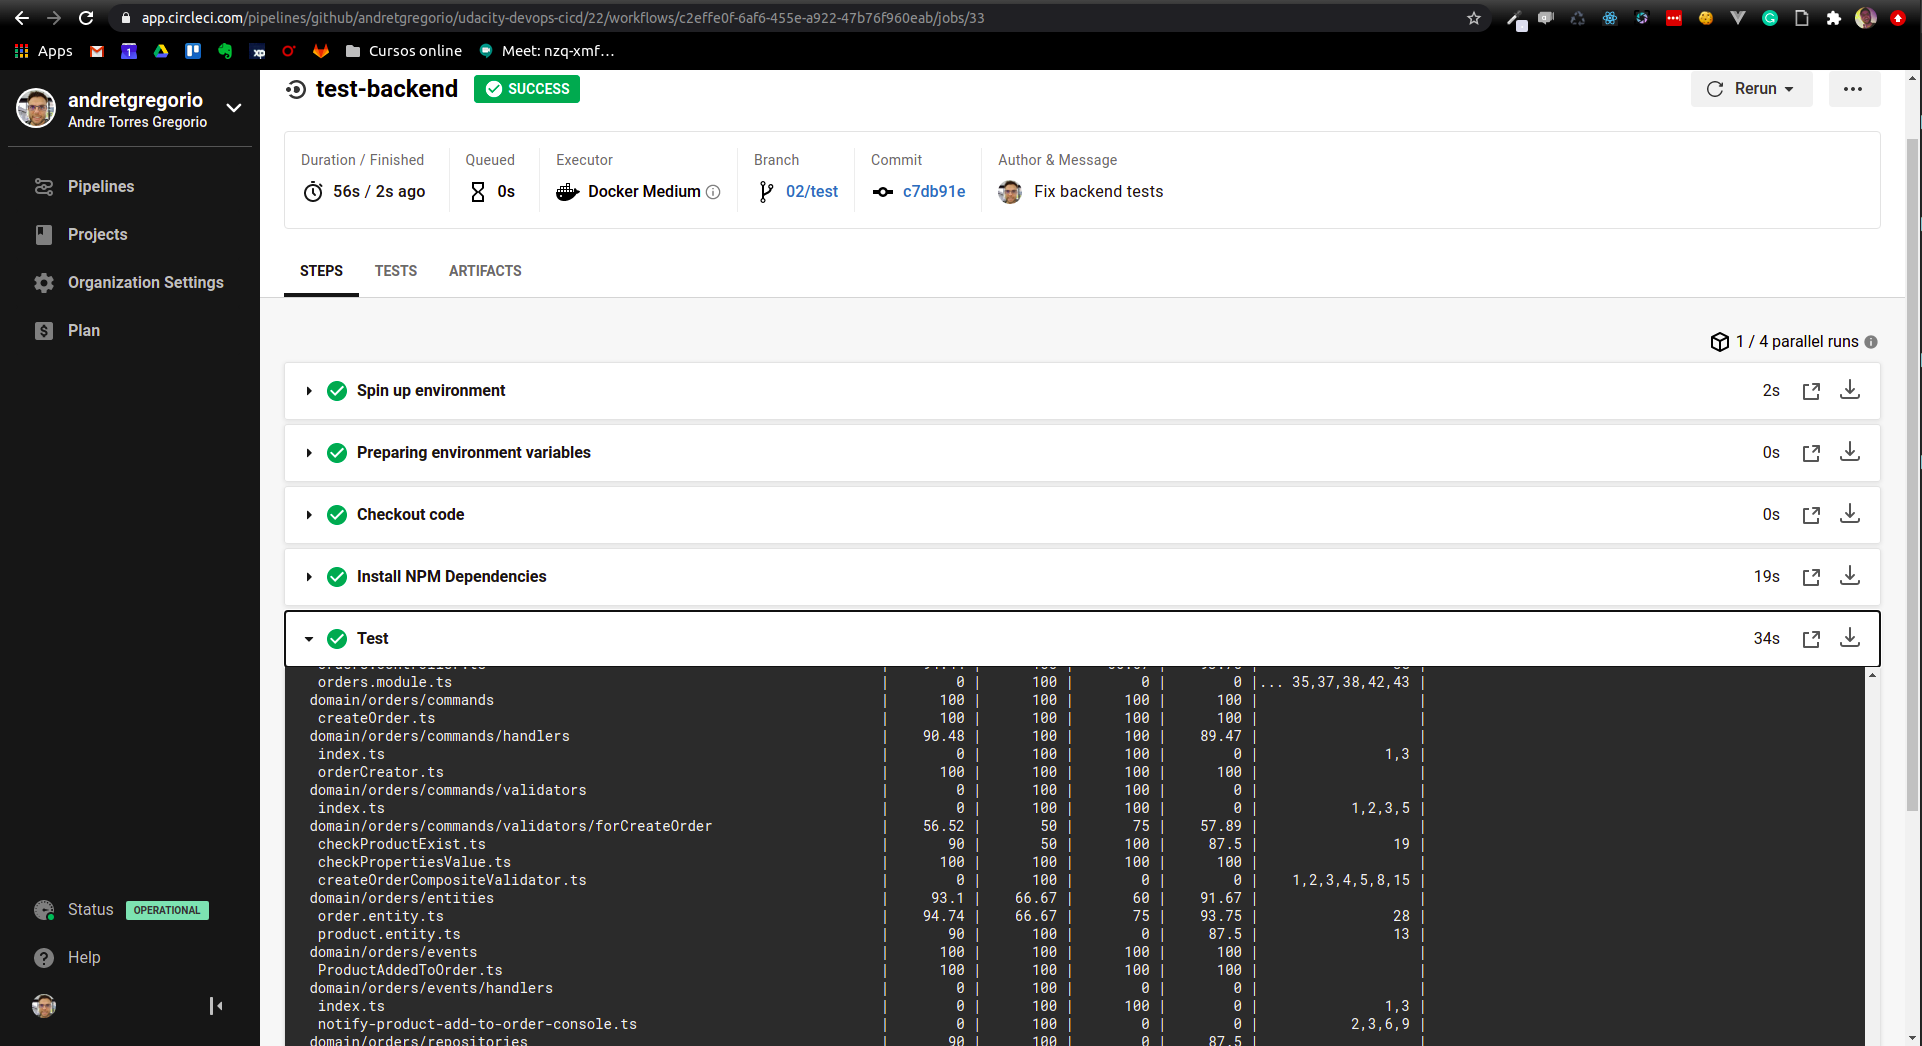 app.circleci.com/pipelines/github/andretgregorio/udacity-devops-cicd/22/workflows/c2effe0f-6af6-455e-a922-47b76f960eab/jobs/33
Apps Cursos online Meet: nzq-xmf…
andretgregorio
Andre Torres Gregorio
Pipelines
Projects
Organization Settings
Plan
Status OPERATIONAL
Help
test-backend SUCCESS
Rerun
Duration / Finished Queued Executor Branch Commit Author & Message
56s / 2s ago 0s Docker Medium 02/test c7db91e Fix backend tests
STEPS TESTS ARTIFACTS
1 / 4 parallel runs
Spin up environment 2s
Preparing environment variables 0s
Checkout code 0s
Install NPM Dependencies 19s
Test 34s
orders.module.ts | 0 | 100 | 0 | 0 |... 35,37,38,42,43 |
domain/orders/commands | 100 | 100 | 100 | 100 | |
createOrder.ts | 100 | 100 | 100 | 100 | |
domain/orders/commands/handlers | 90.48 | 100 | 100 | 89.47 | |
index.ts | 0 | 100 | 100 | 0 | 1,3 |
orderCreator.ts | 100 | 100 | 100 | 100 | |
domain/orders/commands/validators | 0 | 100 | 100 | 0 | |
index.ts | 0 | 100 | 100 | 0 | 1,2,3,5 |
domain/orders/commands/validators/forCreateOrder | 56.52 | 50 | 75 | 57.89 | |
checkProductExist.ts | 90 | 50 | 100 | 87.5 | 19 |
checkPropertiesValue.ts | 100 | 100 | 100 | 100 | |
createOrderCompositeValidator.ts | 0 | 100 | 0 | 0 | 1,2,3,4,5,8,15 |
domain/orders/entities | 93.1 | 66.67 | 60 | 91.67 | |
order.entity.ts | 94.74 | 66.67 | 75 | 93.75 | 28 |
product.entity.ts | 90 | 100 | 0 | 87.5 | 13 |
domain/orders/events | 100 | 100 | 100 | 100 | |
ProductAddedToOrder.ts | 100 | 100 | 100 | 100 | |
domain/orders/events/handlers | 0 | 100 | 0 | 0 | |
index.ts | 0 | 100 | 100 | 0 | 1,3 |
notify-product-add-to-order-console.ts | 0 | 100 | 0 | 0 | 2,3,6,9 |
domain/orders/repositories | 90 | 100 | 0 | 87.5 | |